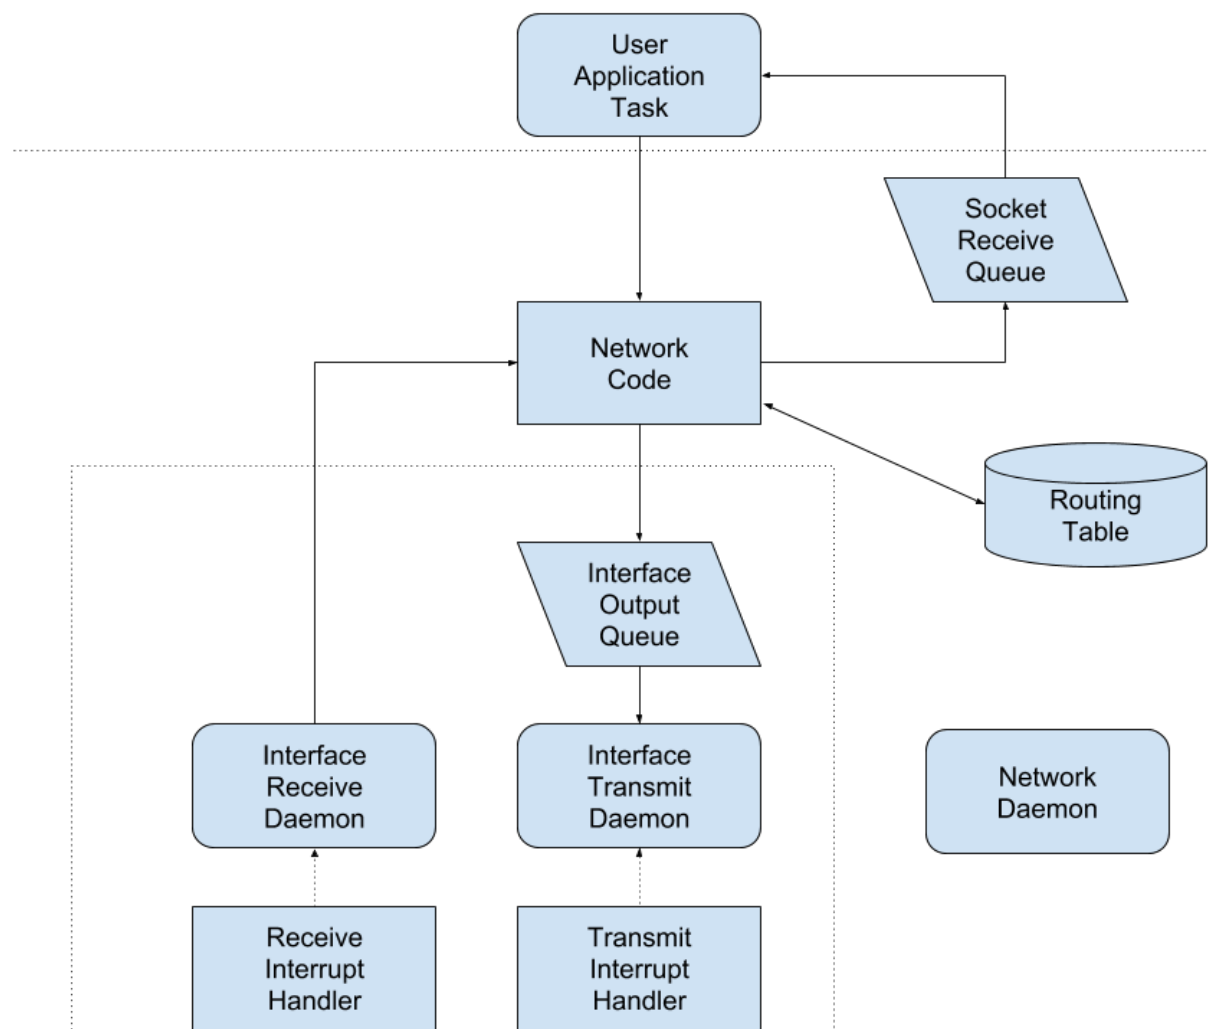 User
Application
Task
Socket
Receive
Queue
Network
Code
Routing
Table
Interface
Output
Queue
Interface
Receive
Daemon
Interface
Transmit
Daemon
Network
Daemon
Receive
Interrupt
Handler
Transmit
Interrupt
Handler